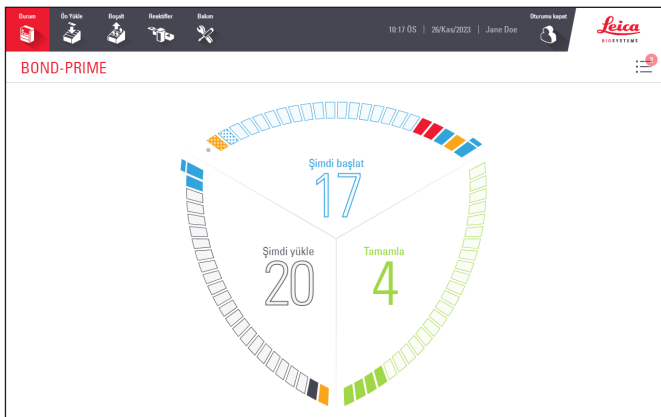 Durum
Ön Yükle
Boşalt
Reaktifler
Bakım
10:17 ÖS | 26/Kas/2023 | Jane Doe
Oturumu kapat
Leica
BIOSYSTEMS
BOND-PRIME
Şimdi başlat
17
Şimdi yükle
20
Tamamla
4